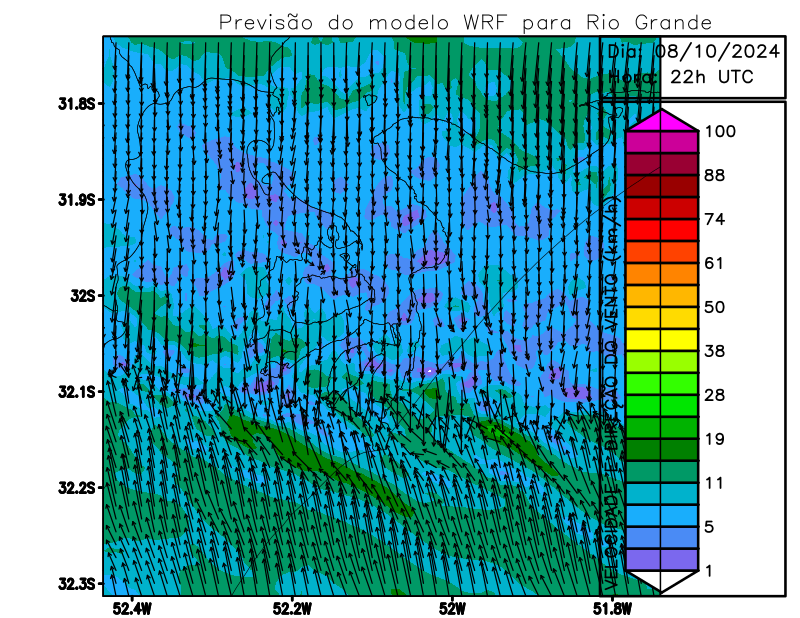 Previsão do modelo WRF para Rio Grande
Dia: 08/10/2024
Hora: 22h UTC
31.8S
31.9S
32S
32.1S
32.2S
32.3S
52.4W
52.2W
52W
51.8W
VELOCIDADE E DIREÇÃO DO VENTO (km/h)
100
88
74
61
50
38
28
19
11
5
1